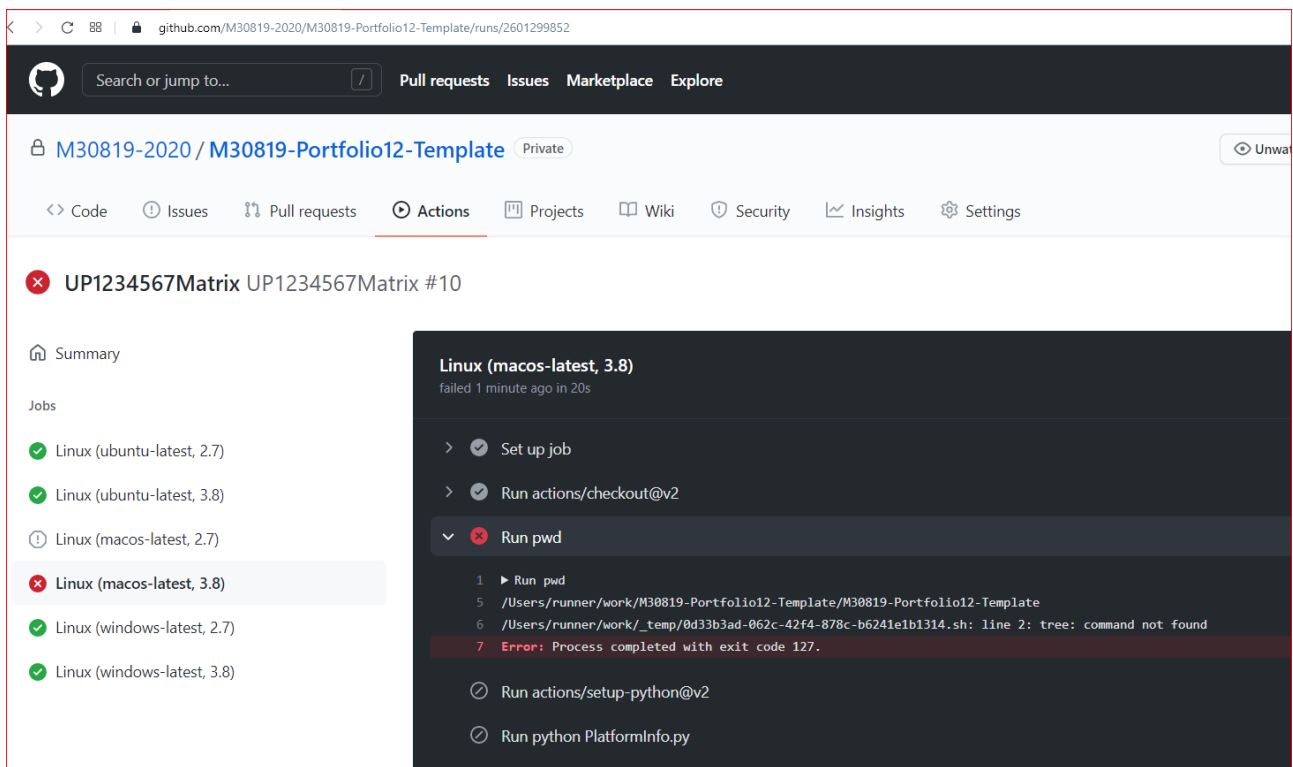 github.com/M30819-2020/M30819-Portfolio12-Template/runs/2601299852
Search or jump to... /
Pull requests Issues Marketplace Explore
M30819-2020 / M30819-Portfolio12-Template Private
Unwat
Code Issues Pull requests Actions Projects Wiki Security Insights Settings
UP1234567Matrix UP1234567Matrix #10
Summary
Jobs
Linux (ubuntu-latest, 2.7)
Linux (ubuntu-latest, 3.8)
Linux (macos-latest, 2.7)
Linux (macos-latest, 3.8)
Linux (windows-latest, 2.7)
Linux (windows-latest, 3.8)
Linux (macos-latest, 3.8)
failed 1 minute ago in 20s
Set up job
Run actions/checkout@v2
Run pwd
1 Run pwd
5 /Users/runner/work/M30819-Portfolio12-Template/M30819-Portfolio12-Template
6 /Users/runner/work/_temp/0d33b3ad-062c-42f4-878c-b6241e1b1314.sh: line 2: tree: command not found
7 Error: Process completed with exit code 127.
Run actions/setup-python@v2
Run python PlatformInfo.py